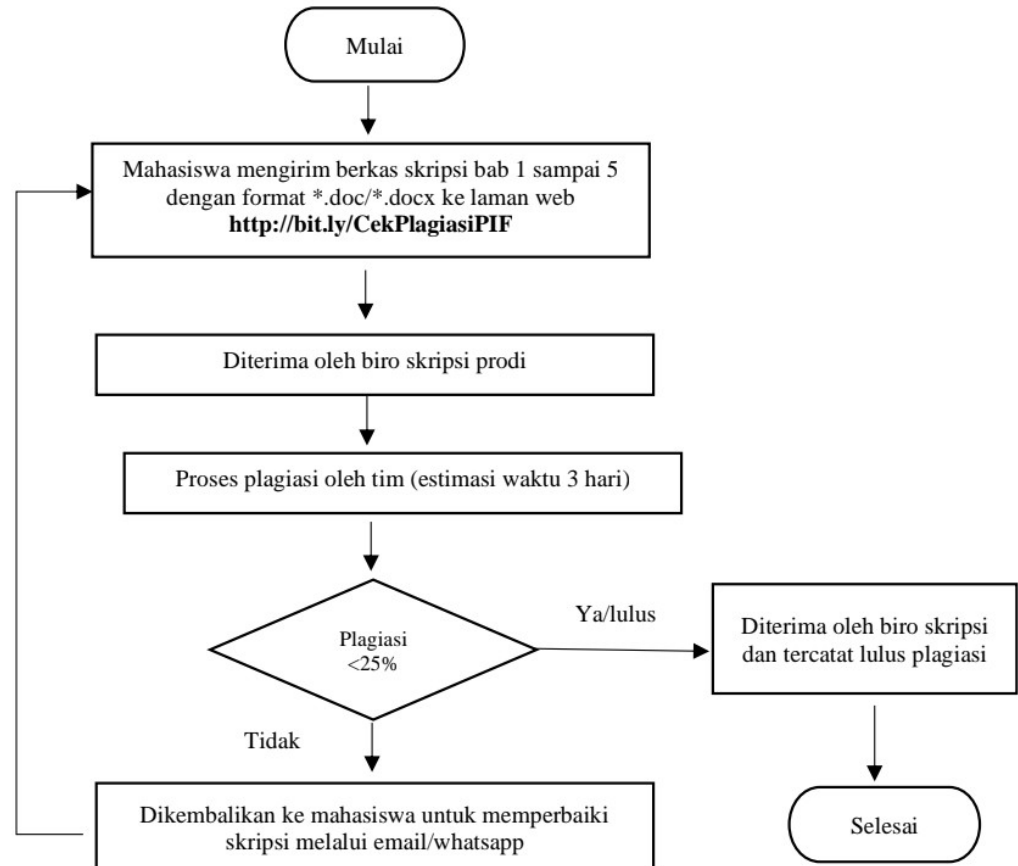 Mulai
Mahasiswa mengirim berkas skripsi bab 1 sampai 5
dengan format *.doc/*.docx ke laman web
http://bit.ly/CekPlagiasiPIF
Diterima oleh biro skripsi prodi
Proses plagiasi oleh tim (estimasi waktu 3 hari)
Plagiasi
<25%
Ya/lulus
Diterima oleh biro skripsi
dan tercatat lulus plagiasi
Tidak
Dikembalikan ke mahasiswa untuk memperbaiki
skripsi melalui email/whatsapp
Selesai